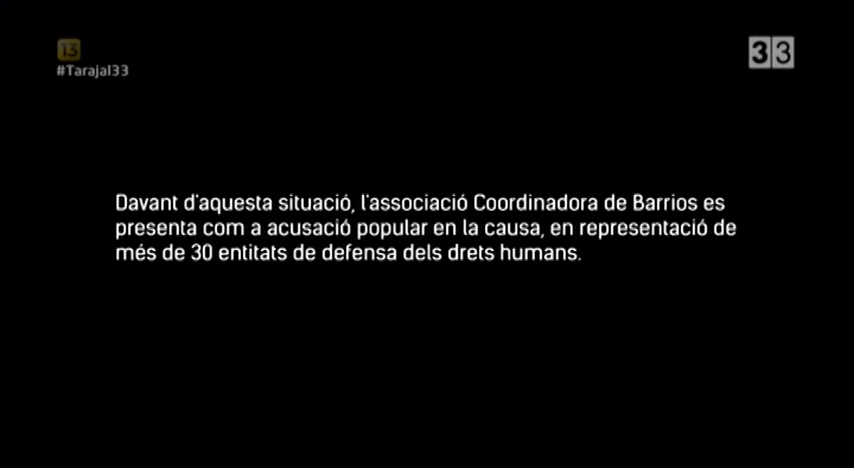 13
#Tarajal33
33
Davant d'aquesta situació, l'associació Coordinadora de Barrios es
presenta com a acusació popular en la causa, en representació de
més de 30 entitats de defensa dels drets humans.